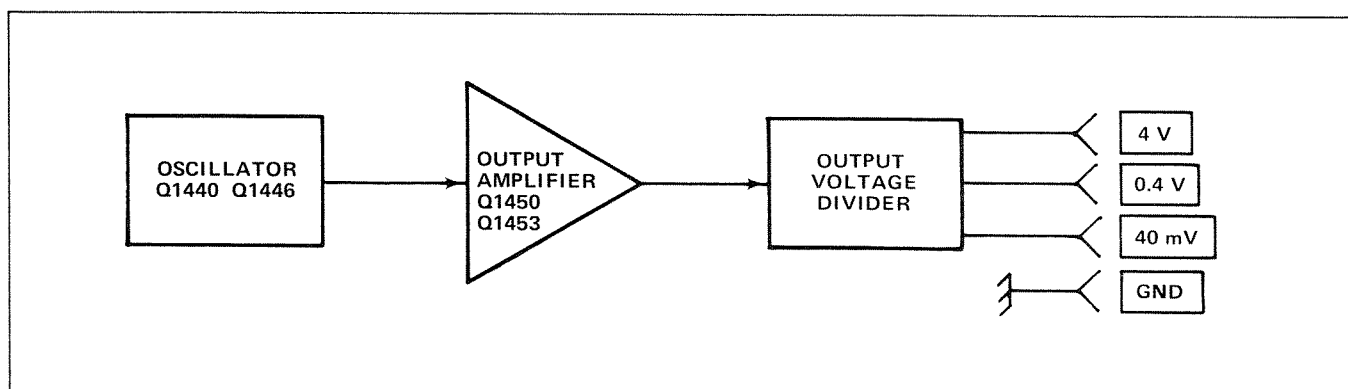 OSCILLATOR
Q1440 Q1446
OUTPUT
AMPLIFIER
Q1450
Q1453
OUTPUT
VOLTAGE
DIVIDER
4 V
0.4 V
40 mV
GND